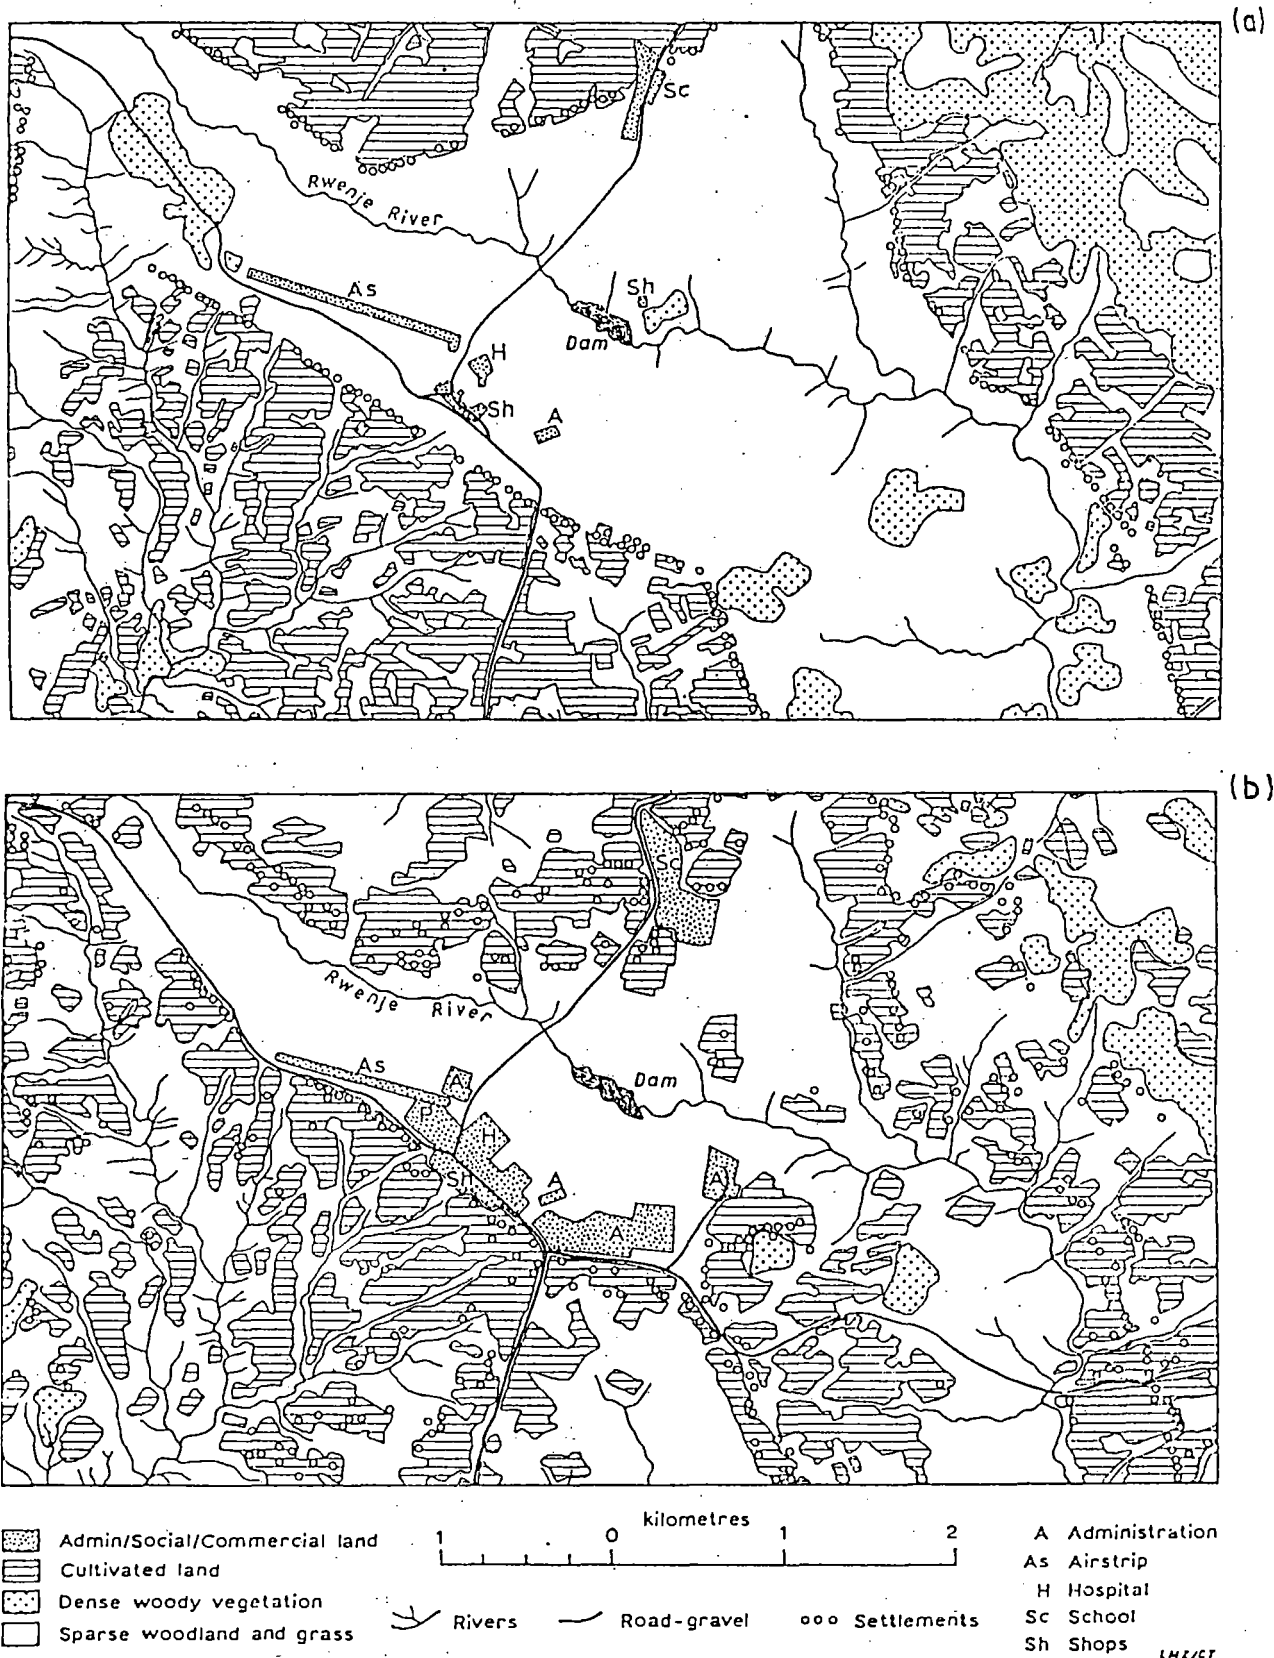 (a)
Sc
Rwenje River
As
Sh
Dam
H
Sh
A
(b)
Sc
Rwenje River
As
A
Dam
P
H
Sh
A
A
A
kilometres
1 0 1 2
Admin/Social/Commercial land
Cultivated land
Dense woody vegetation
Sparse woodland and grass
Rivers
Road-gravel
Settlements
A Administration
As Airstrip
H Hospital
Sc School
Sh Shops